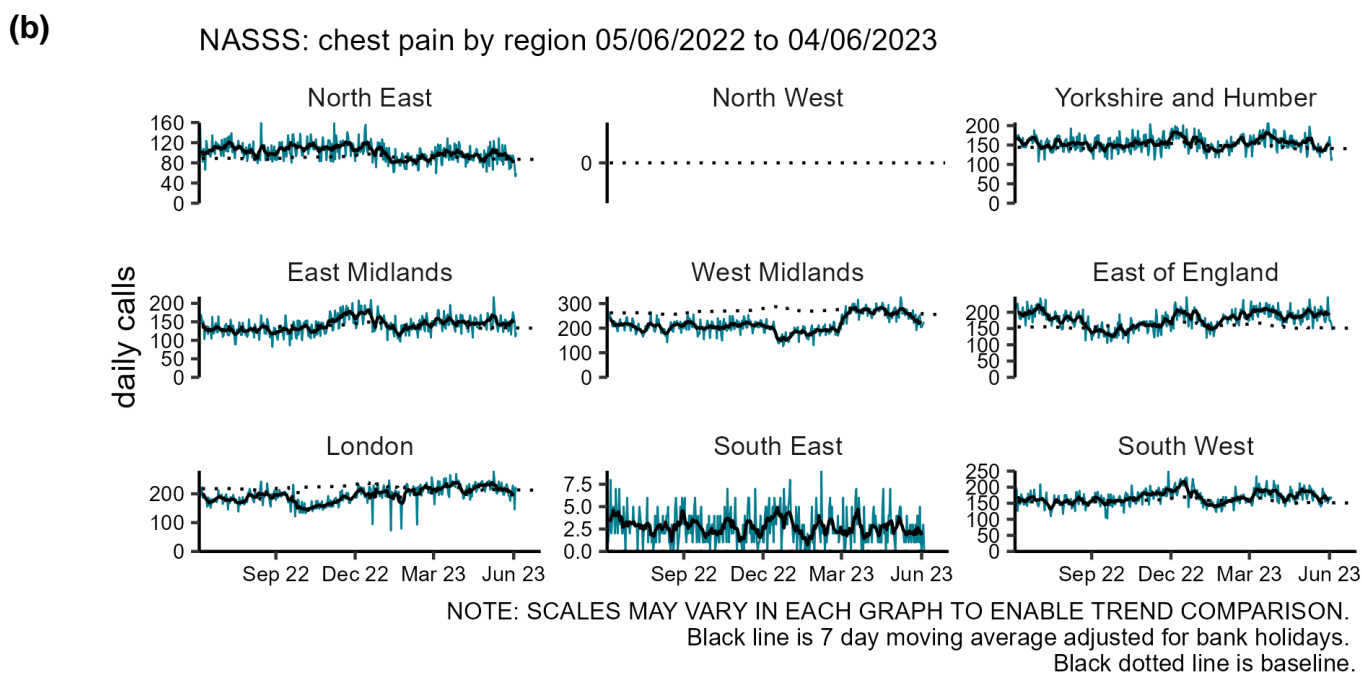 (b)
NASSS: chest pain by region 05/06/2022 to 04/06/2023
daily calls
North East
160
120
80
40
0
North West
0
Yorkshire and Humber
200
150
100
50
0
East Midlands
200
150
100
50
0
West Midlands
300
200
100
0
East of England
200
150
100
50
0
London
200
100
0
Sep 22 Dec 22 Mar 23 Jun 23
South East
7.5
5.0
2.5
0.0
Sep 22 Dec 22 Mar 23 Jun 23
South West
250
200
150
100
50
0
Sep 22 Dec 22 Mar 23 Jun 23
NOTE: SCALES MAY VARY IN EACH GRAPH TO ENABLE TREND COMPARISON.
Black line is 7 day moving average adjusted for bank holidays.
Black dotted line is baseline.